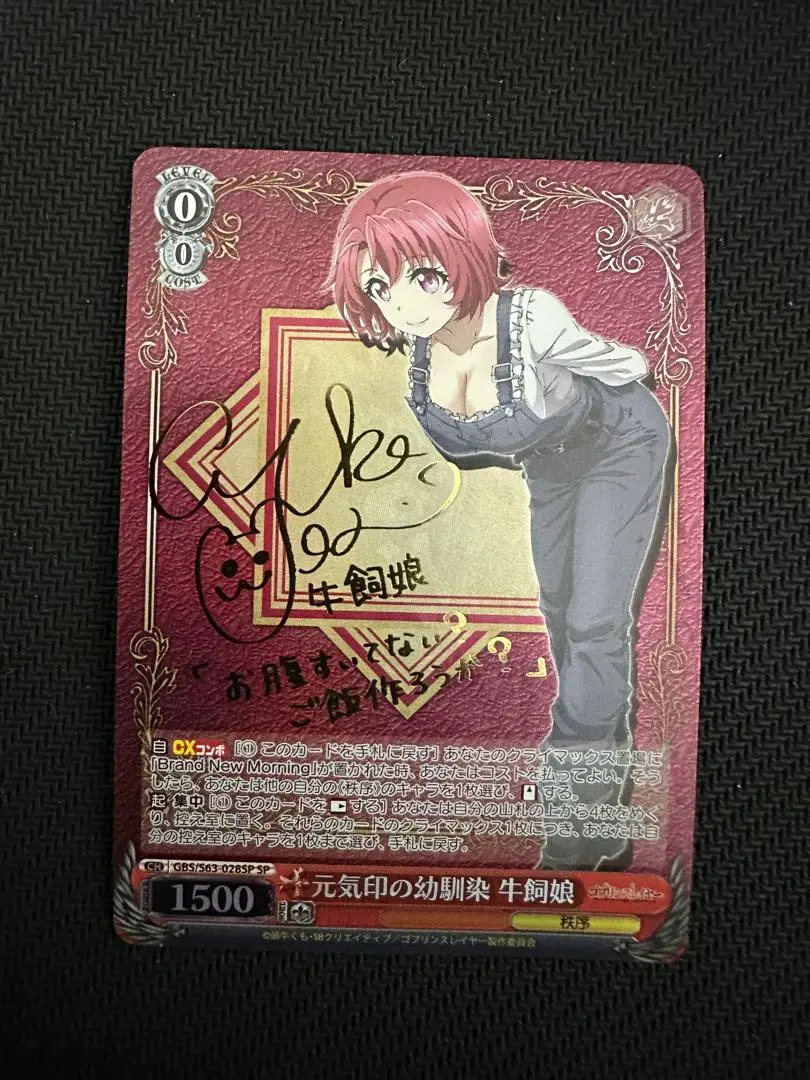 LEVEL
0
0
COST
牛飼娘
「お腹すいてない?
ご飯作ろうか?」
自 CXコンボ [① このカードを手札に戻す] あなたのクライマックス置場に
「Brand New Morning」が置かれた時、あなたはコストを払ってよい。そう
したら、あなたは他の自分の《秩序》のキャラを1枚選び、する。
起 集中 [① このカードをする] あなたは自分の山札の上から4枚をめく
り、控え室に置く。それらのカードのクライマックス1枚につき、あなたは自
分の控え室のキャラを1枚まで選び、手札に戻す。
CH GBS/S63-028SP SP
1500
元気印の幼馴染 牛飼娘
ゴブリンスレイヤー
秩序
©蝸牛くも・SBクリエイティブ/ゴブリンスレイヤー製作委員会